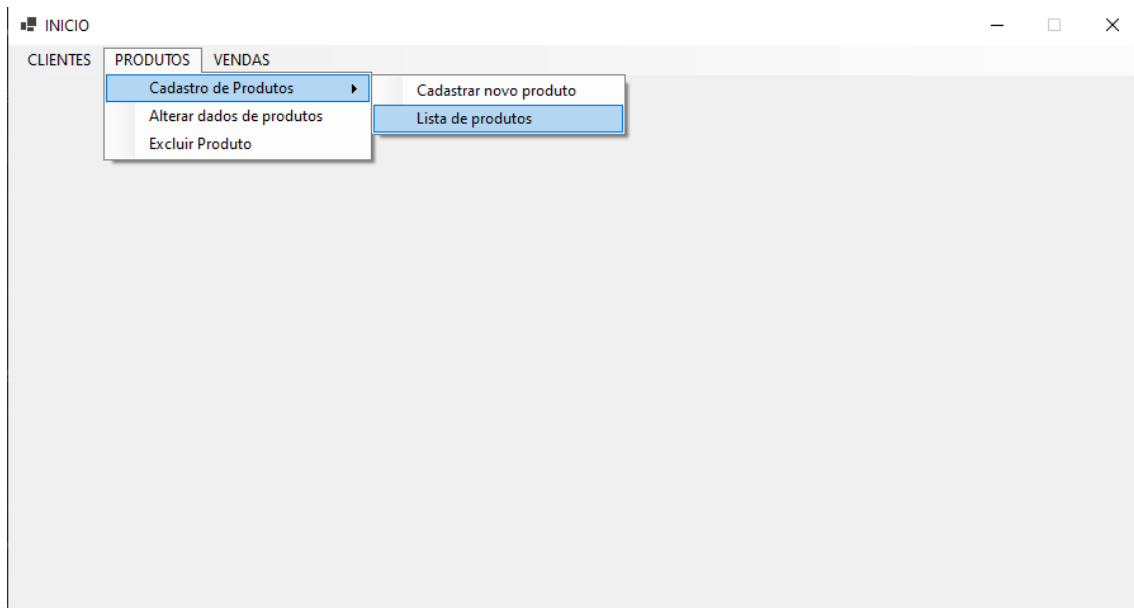 INICIO
CLIENTES PRODUTOS VENDAS
Cadastro de Produtos
Alterar dados de produtos
Excluir Produto
Cadastrar novo produto
Lista de produtos